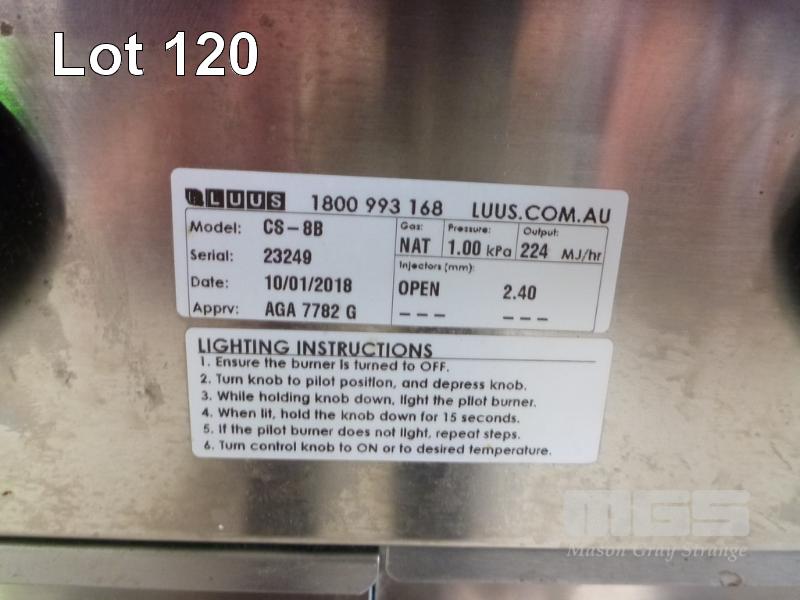 Lot 120
LUUS 1800 993 168 LUUS.COM.AU
Model: CS-8B
Serial: 23249
Date: 10/01/2018
Apprv: AGA 7782 G
Gas: NAT
Pressure: 1.00 kPa
Output: 224 MJ/hr
Injectors (mm):
OPEN 2.40
--- ---
LIGHTING INSTRUCTIONS
1. Ensure the burner is turned to OFF.
2. Turn knob to pilot position, and depress knob.
3. While holding knob down, light the pilot burner.
4. When lit, hold the knob down for 15 seconds.
5. If the pilot burner does not light, repeat steps.
6. Turn control knob to ON or to desired temperature.
MGS
Mason Gray Strange